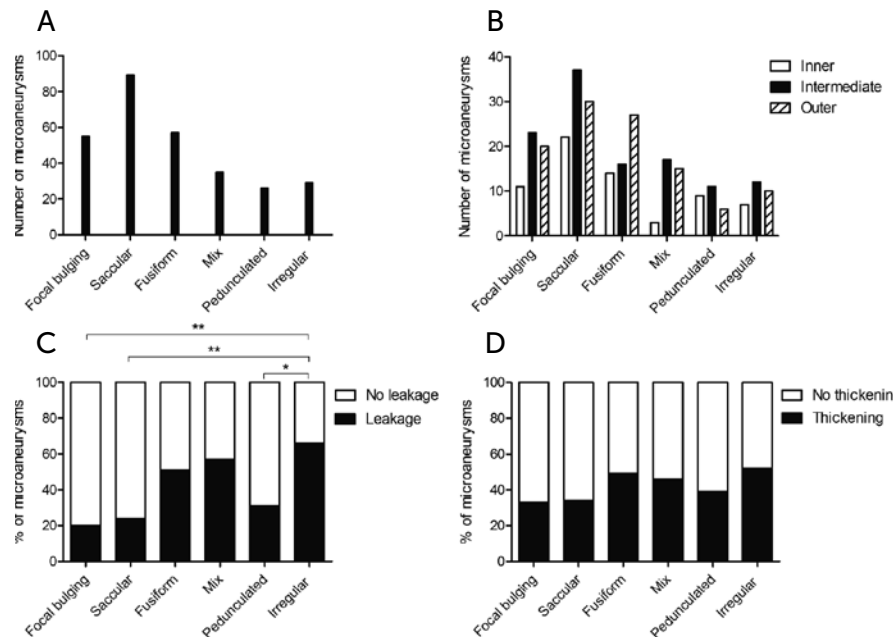 A
Number of microaneurysms
100
80
60
40
20
0
Focal bulging
Saccular
Fusiform
Mix
Pedunculated
Irregular
B
Number of microaneurysms
40
30
20
10
0
Inner
Intermediate
Outer
Focal bulging
Saccular
Fusiform
Mix
Pedunculated
Irregular
C
**
**
*
% of microaneurysms
100
80
60
40
20
0
No leakage
Leakage
Focal bulging
Saccular
Fusiform
Mix
Pedunculated
Irregular
D
% of microaneurysms
100
80
60
40
20
0
No thickenin
Thickening
Focal bulging
Saccular
Fusiform
Mix
Pedunculated
Irregular